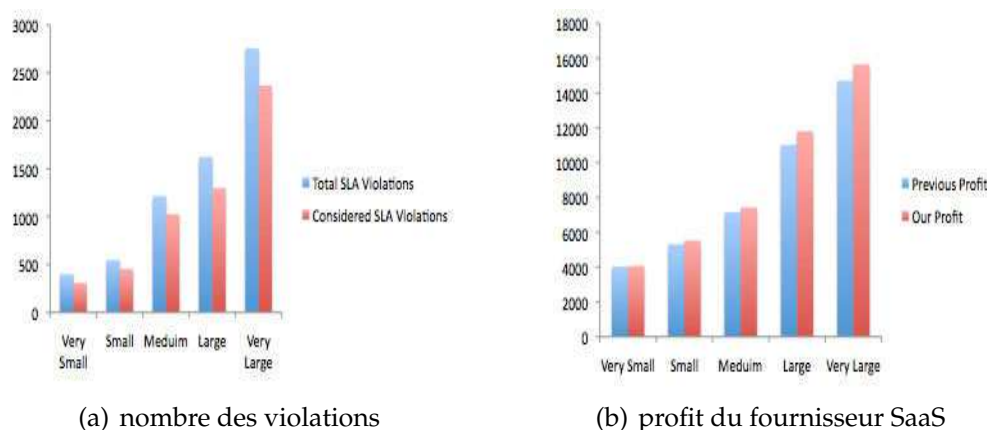 3000
2500
2000
1500
1000
500
0
Very Small
Small
Meduim
Large
Very Large
Total SLA Violations
Considered SLA Violations
(a) nombre des violations
18000
16000
14000
12000
10000
8000
6000
4000
2000
0
Very Small
Small
Meduim
Large
Very Large
Previous Profit
Our Profit
(b) profit du fournisseur SaaS